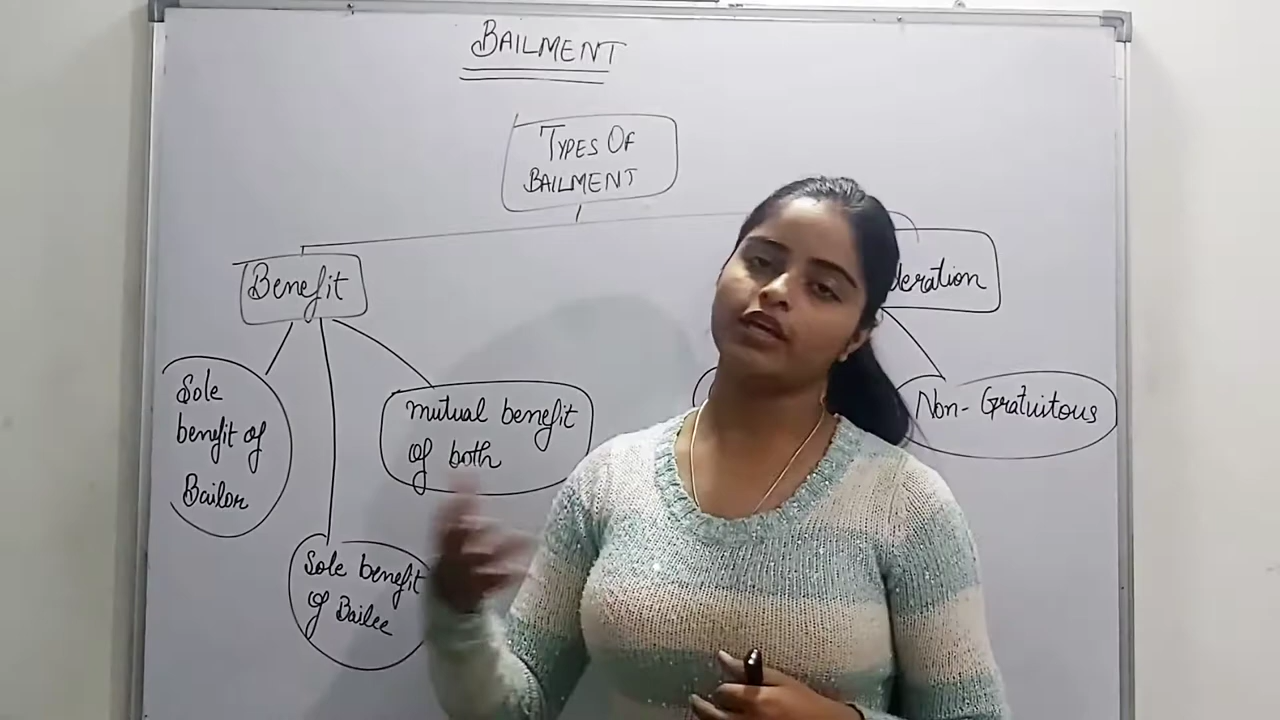 BAILMENT
TYPES OF
BAILMENT
Benefit
deration
Sole
benefit of
Bailor
mutual benefit
of both
Non-Gratuitous
Sole benefit
of Bailee